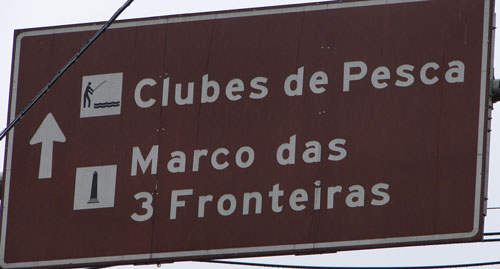 Clubes de Pesca
Marco das
3 Fronteiras